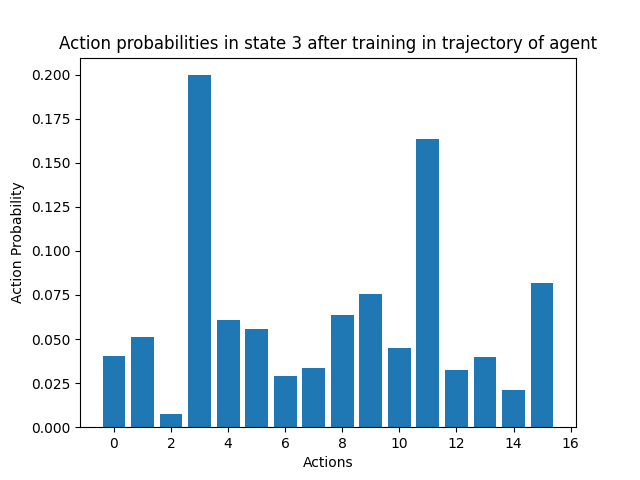 Action probabilities in state 3 after training in trajectory of agent
0.200
0.175
0.150
0.125
0.100
0.075
0.050
0.025
0.000
Action Probability
0 2 4 6 8 10 12 14 16
Actions